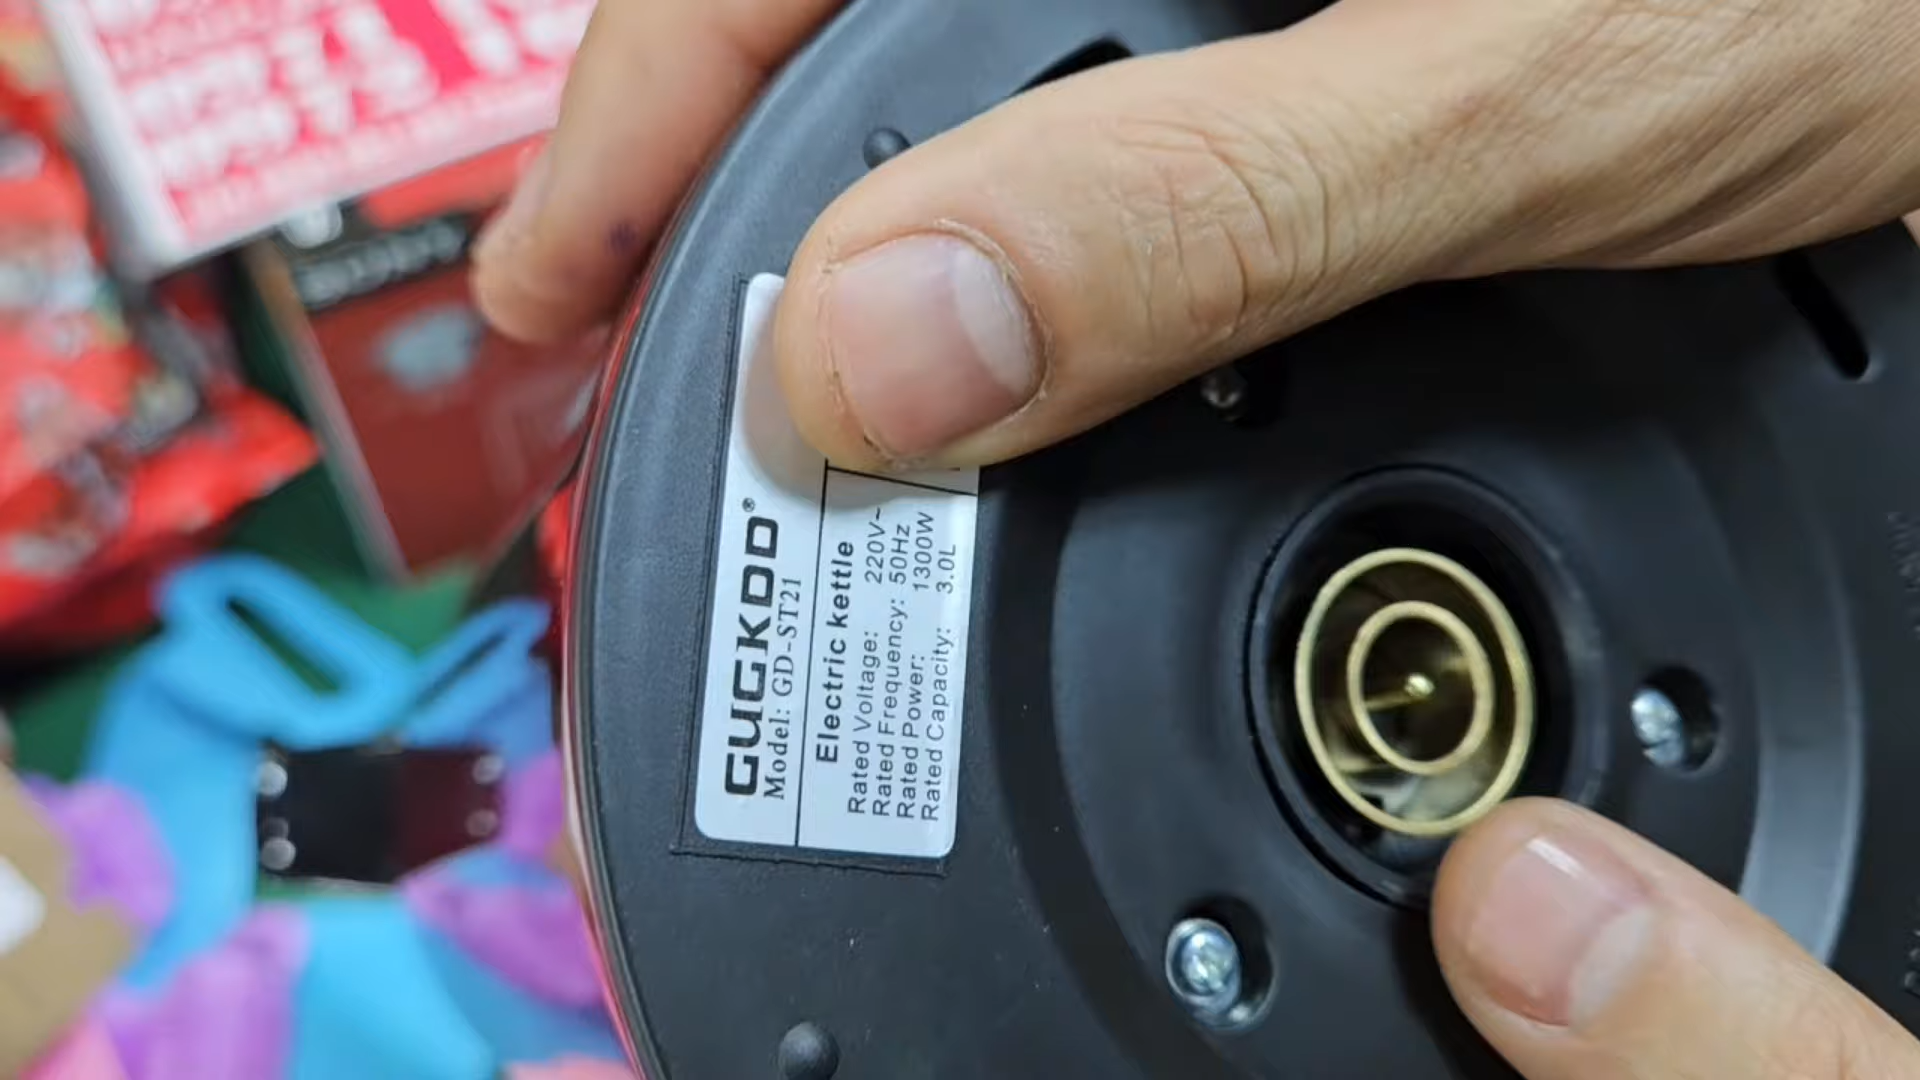 GUGKDD®
Model: GD-ST21
Electric kettle
Rated Voltage: 220V~
Rated Frequency: 50Hz
Rated Power: 1300W
Rated Capacity: 3.0L